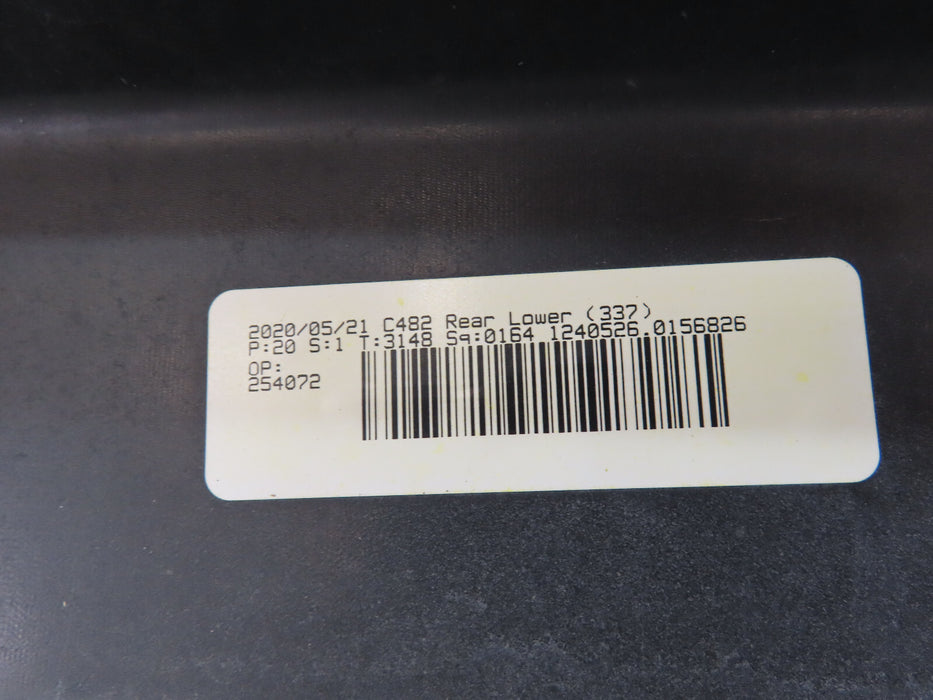 2020/05/21 C482 Rear Lower (337)
P:20 S:1 T:3148 Sq:0164 1240526.0156826
OP:
254072